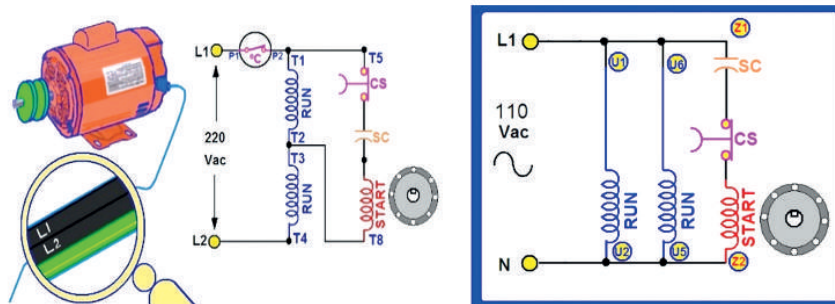 L1
P1
°C
P2
T1
T5
RUN
CS
220
Vac
T2
SC
T3
RUN
START
L2
T4
T8
L1
L2
L1
Z1
U1
U6
SC
110
Vac
CS
RUN
RUN
START
N
U2
U5
Z2